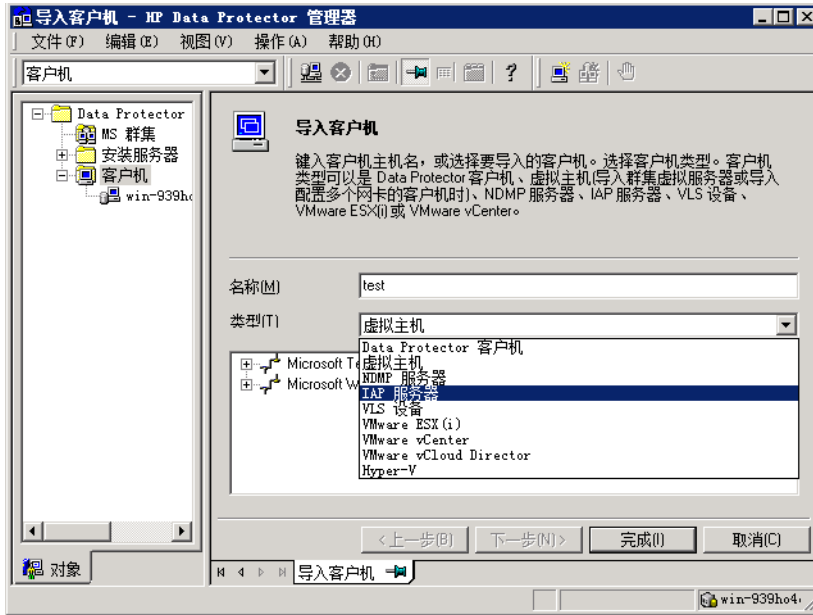 导入客户机 - HP Data Protector 管理器
文件(F) 编辑(E) 视图(V) 操作(A) 帮助(H)
客户机
Data Protector
MS 群集
安装服务器
客户机
win-939h
导入客户机
键入客户机主机名，或选择要导入的客户机。选择客户机类型。客户机
类型可以是 Data Protector 客户机、虚拟主机(导入群集虚拟服务器或导入
配置多个网卡的客户机时)、NDMP 服务器、IAP 服务器、VLS 设备、
VMware ESX(i) 或 VMware vCenter。
名称(M) test
类型(T) 虚拟主机
Data Protector 客户机
虚拟主机
NDMP 服务器
IAP 服务器
VLS 设备
VMware ESX(i)
VMware vCenter
VMware vCloud Director
Hyper-V
Microsoft T
Microsoft W
<上一步(B) 下一步(N)> 完成(I) 取消(C)
对象
导入客户机
win-939ho4